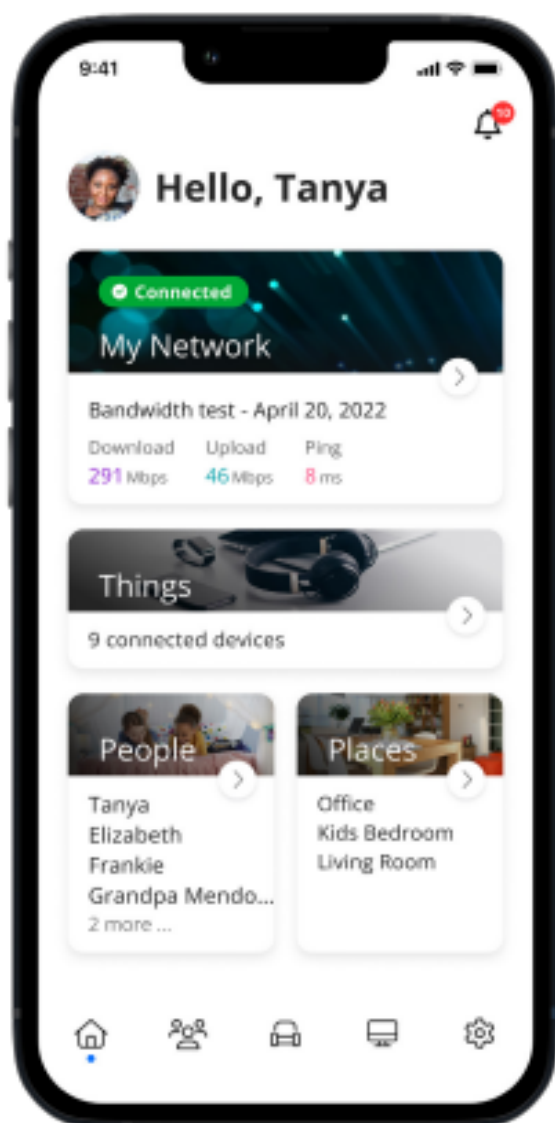 9:41
10
Hello, Tanya
Connected
My Network
Bandwidth test - April 20, 2022
Download Upload Ping
291 Mbps 46 Mbps 8 ms
Things
9 connected devices
People
Tanya
Elizabeth
Frankie
Grandpa Mendo...
2 more ...
Places
Office
Kids Bedroom
Living Room